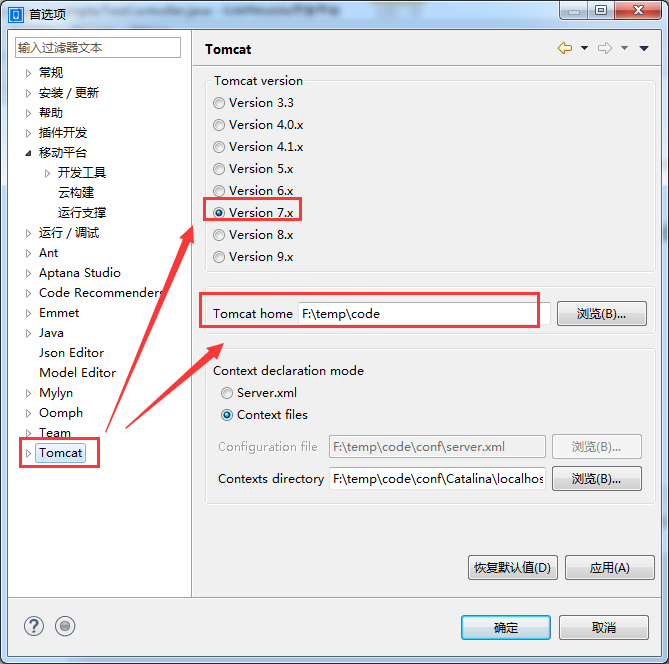 首选项
输入过滤器文本
常规
安装 / 更新
帮助
插件开发
移动平台
开发工具
云构建
运行支撑
运行 / 调试
Ant
Aptana Studio
Code Recommenders
Emmet
Java
Json Editor
Model Editor
Mylyn
Oomph
Team
Tomcat
Tomcat
Tomcat version
Version 3.3
Version 4.0.x
Version 4.1.x
Version 5.x
Version 6.x
Version 7.x
Version 8.x
Version 9.x
Tomcat home F:\temp\code 浏览(B)...
Context declaration mode
Server.xml
Context files
Configuration file F:\temp\code\conf\server.xml 浏览(B)...
Contexts directory F:\temp\code\conf\Catalina\localhos 浏览(B)...
恢复默认值(D) 应用(A)
? 确定 取消